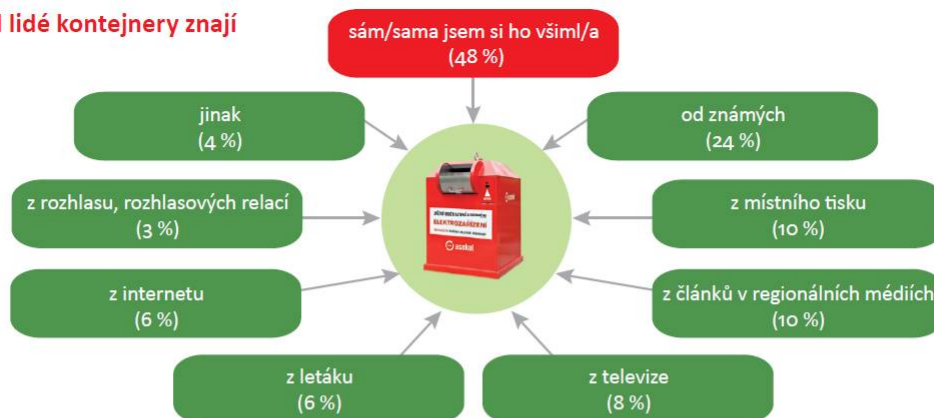 lidé kontejnery znají
sám/sama jsem si ho všiml/a
(48 %)
jinak
(4 %)
od známých
(24 %)
z rozhlasu, rozhlasových relací
(3 %)
z místního tisku
(10 %)
ELEKTROZAŘÍZENÍ
asekol
z internetu
(6 %)
z článků v regionálních médiích
(10 %)
z letáku
(6 %)
z televize
(8 %)